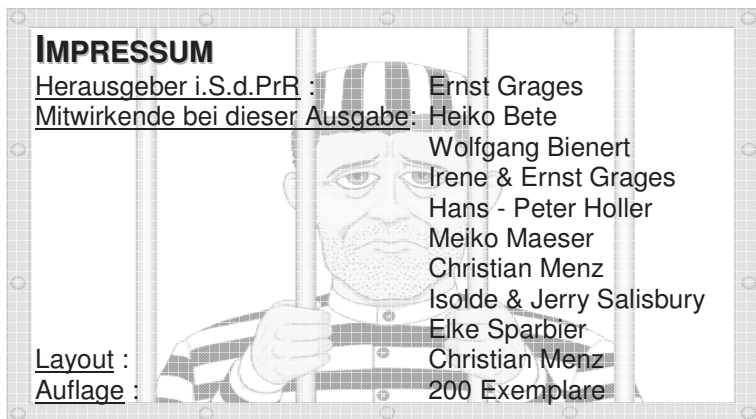 IMPRESSUM
Herausgeber i.S.d.PrR : Ernst Grages
Mitwirkende bei dieser Ausgabe: Heiko Bete
Wolfgang Bienert
Irene & Ernst Grages
Hans - Peter Holler
Meiko Maeser
Christian Menz
Isolde & Jerry Salisbury
Elke Sparbier
Layout : Christian Menz
Auflage : 200 Exemplare